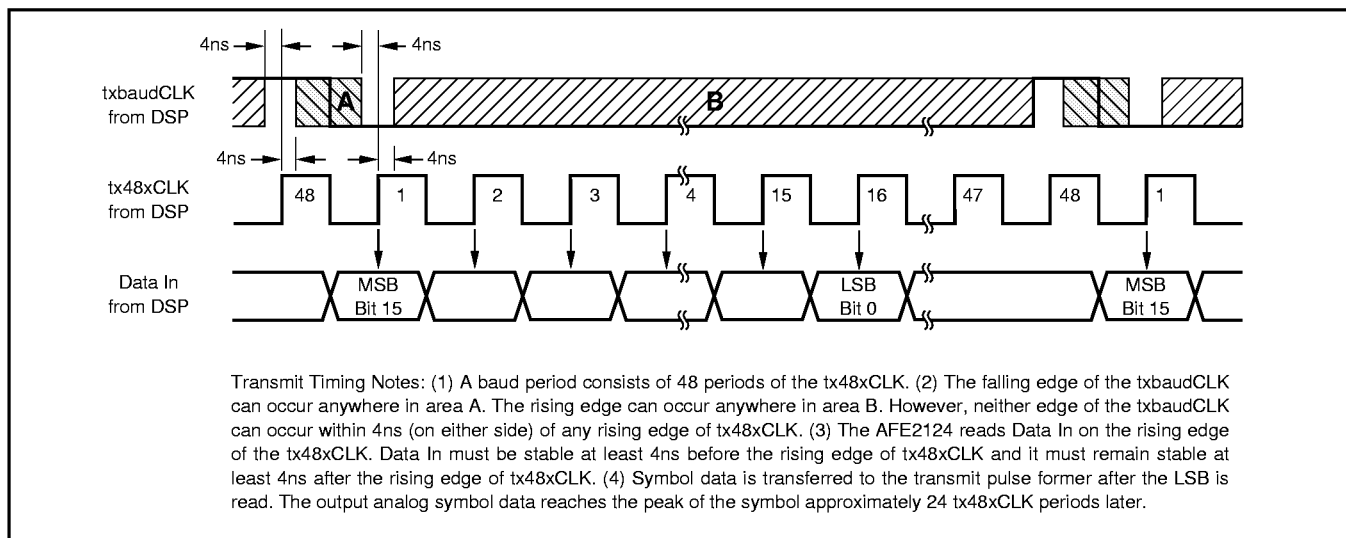 4ns
4ns
txbaudCLK
from DSP
A
B
4ns
4ns
tx48xCLK
from DSP
48
1
2
3
4
15
16
47
48
1
Data In
from DSP
MSB
Bit 15
LSB
Bit 0
MSB
Bit 15
Transmit Timing Notes: (1) A baud period consists of 48 periods of the tx48xCLK. (2) The falling edge of the txbaudCLK
can occur anywhere in area A. The rising edge can occur anywhere in area B. However, neither edge of the txbaudCLK
can occur within 4ns (on either side) of any rising edge of tx48xCLK. (3) The AFE2124 reads Data In on the rising edge
of the tx48xCLK. Data In must be stable at least 4ns before the rising edge of tx48xCLK and it must remain stable at
least 4ns after the rising edge of tx48xCLK. (4) Symbol data is transferred to the transmit pulse former after the LSB is
read. The output analog symbol data reaches the peak of the symbol approximately 24 tx48xCLK periods later.